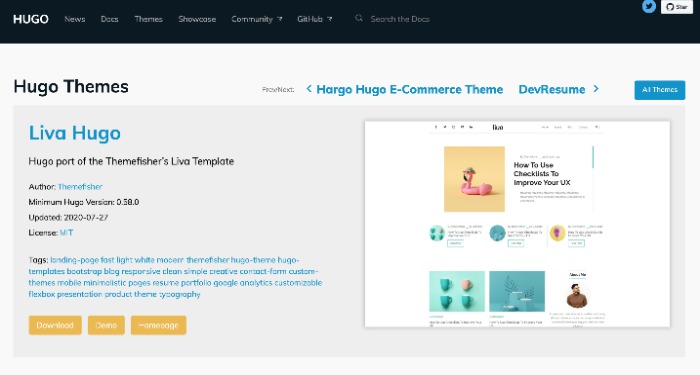 HUGO News Docs Themes Showcase Community GitHub Search the Docs Star
Hugo Themes
Prev/Next: Hargo Hugo E-Commerce Theme DevResume All Themes
Liva Hugo
Hugo port of the Themefisher's Liva Template
Author: Themefisher
Minimum Hugo Version: 0.58.0
Updated: 2020-07-27
License: MIT
Tags: landing-page fast light white modern themefisher hugo-theme hugo-
templates bootstrap blog responsive clean simple creative contact-form custom-
themes mobile minimalistic pages resume portfolio google analytics customizable
flexbox presentation product theme typography
Download Demo Homepage
liva
How To Use
Checklists To
Improve Your UX
About Me